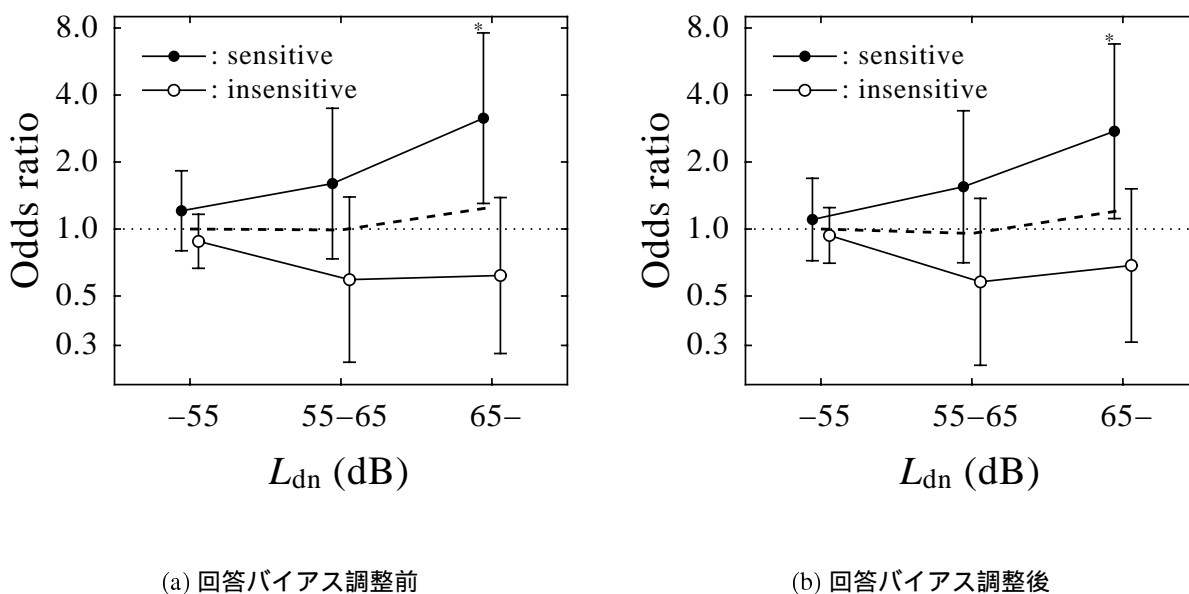 8.0
4.0
2.0
1.0
0.5
0.3
Odds ratio
*
: sensitive
: insensitive
–55
55–65
65-
Ldn (dB)
(a) 回答バイアス調整前
8.0
4.0
2.0
1.0
0.5
0.3
Odds ratio
*
: sensitive
: insensitive
–55
55–65
65-
Ldn (dB)
(b) 回答バイアス調整後